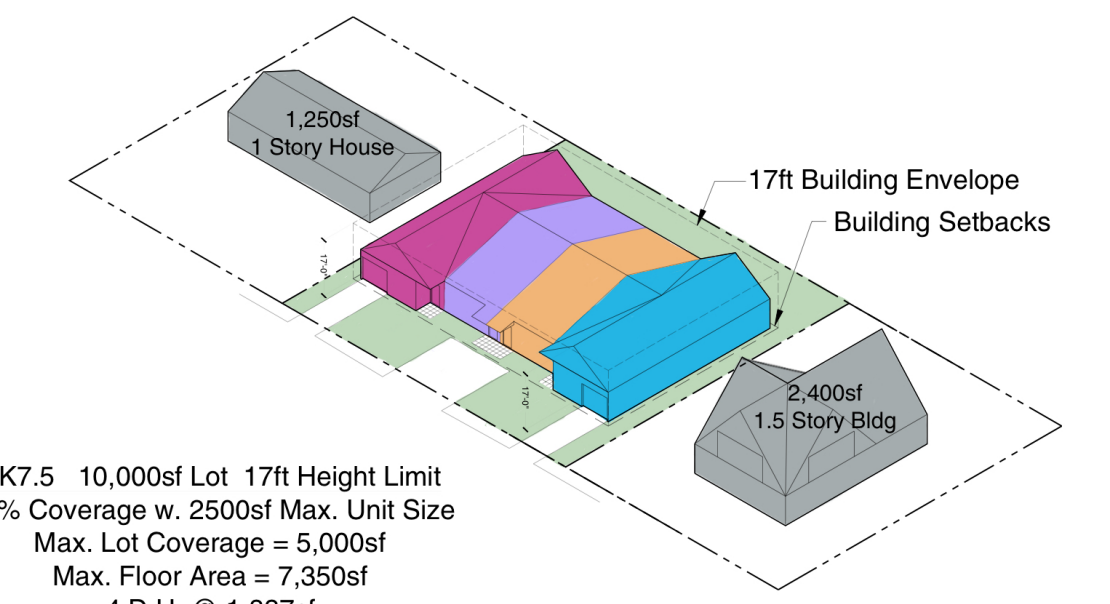 1,250sf
1 Story House
17ft Building Envelope
Building Setbacks
17'-0"
17'-0"
2,400sf
1.5 Story Bldg
K7.5 10,000sf Lot 17ft Height Limit
% Coverage w. 2500sf Max. Unit Size
Max. Lot Coverage = 5,000sf
Max. Floor Area = 7,350sf